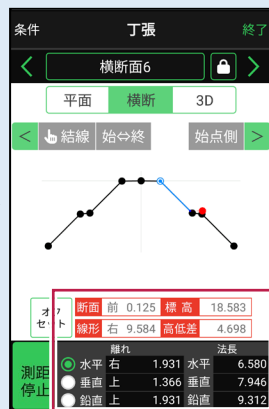 条件 丁張 終了
< 横断面6 >
平面 横断 3D
< 結線 始⇔終 始点側 >
オフセット 断面 前 0.125 標高 18.583
線形 右 9.584 高低差 4.698
離れ 法長
測距停止 水平 右 1.931 水平 6.580
垂直 上 1.366 垂直 7.946
鉛直 上 1.931 鉛直 9.312